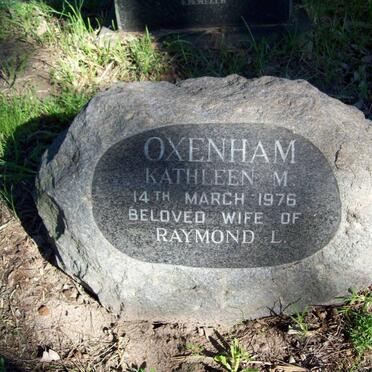 OXENHAM
KATHLEEN M.
14TH MARCH 1976
BELOVED WIFE OF
RAYMOND L.